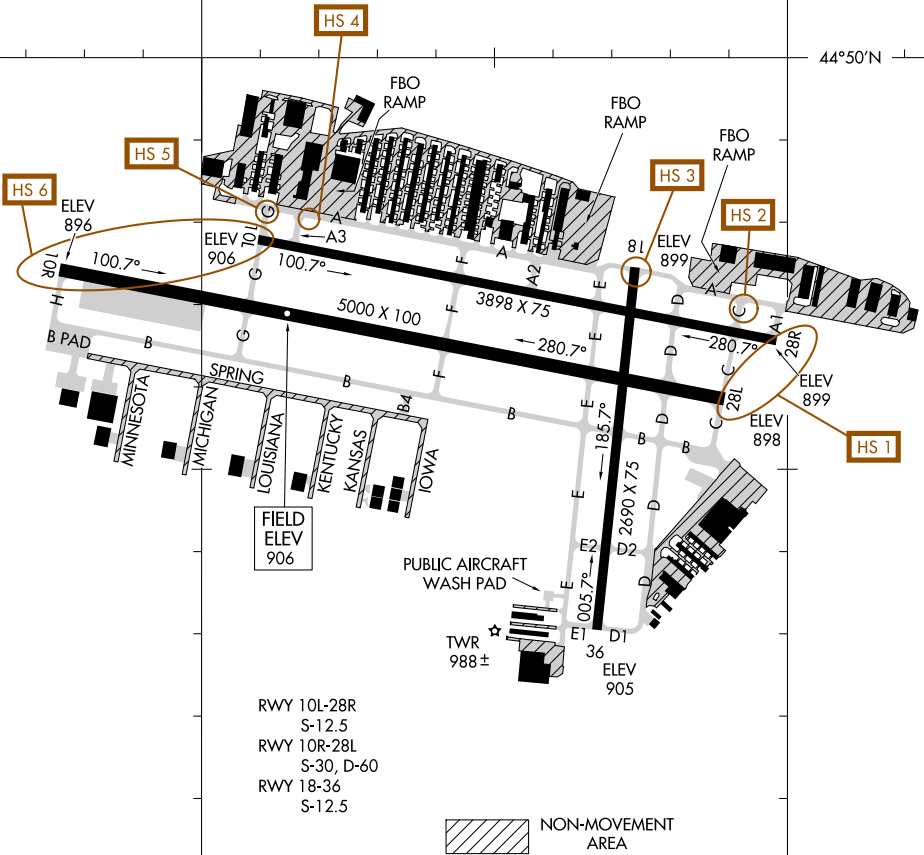 HS 4
44°50'N
FBO
RAMP
FBO
RAMP
FBO
RAMP
HS 5
HS 3
HS 6
HS 2
ELEV
896
G
A
A3
10L
ELEV
906
18
ELEV
899
A
A2
F
E
D
A
C
A1
10R
100.7°
100.7°
G
H
3898 X 75
5000 X 100
F
280.7°
E
D
280.7°
28R
ELEV
899
C
G
B PAD
B
SPRING
B
F
B4
B
E
185.7°
D
B
B
C
28L
ELEV
898
HS 1
MINNESOTA
MICHIGAN
LOUISIANA
KENTUCKY
KANSAS
IOWA
FIELD
ELEV
906
E
2690 X 75
D
E2
D2
PUBLIC AIRCRAFT
WASH PAD
E
005.7°
D
TWR
988±
E1
D1
36
ELEV
905
RWY 10L-28R
S-12.5
RWY 10R-28L
S-30, D-60
RWY 18-36
S-12.5
NON-MOVEMENT
AREA